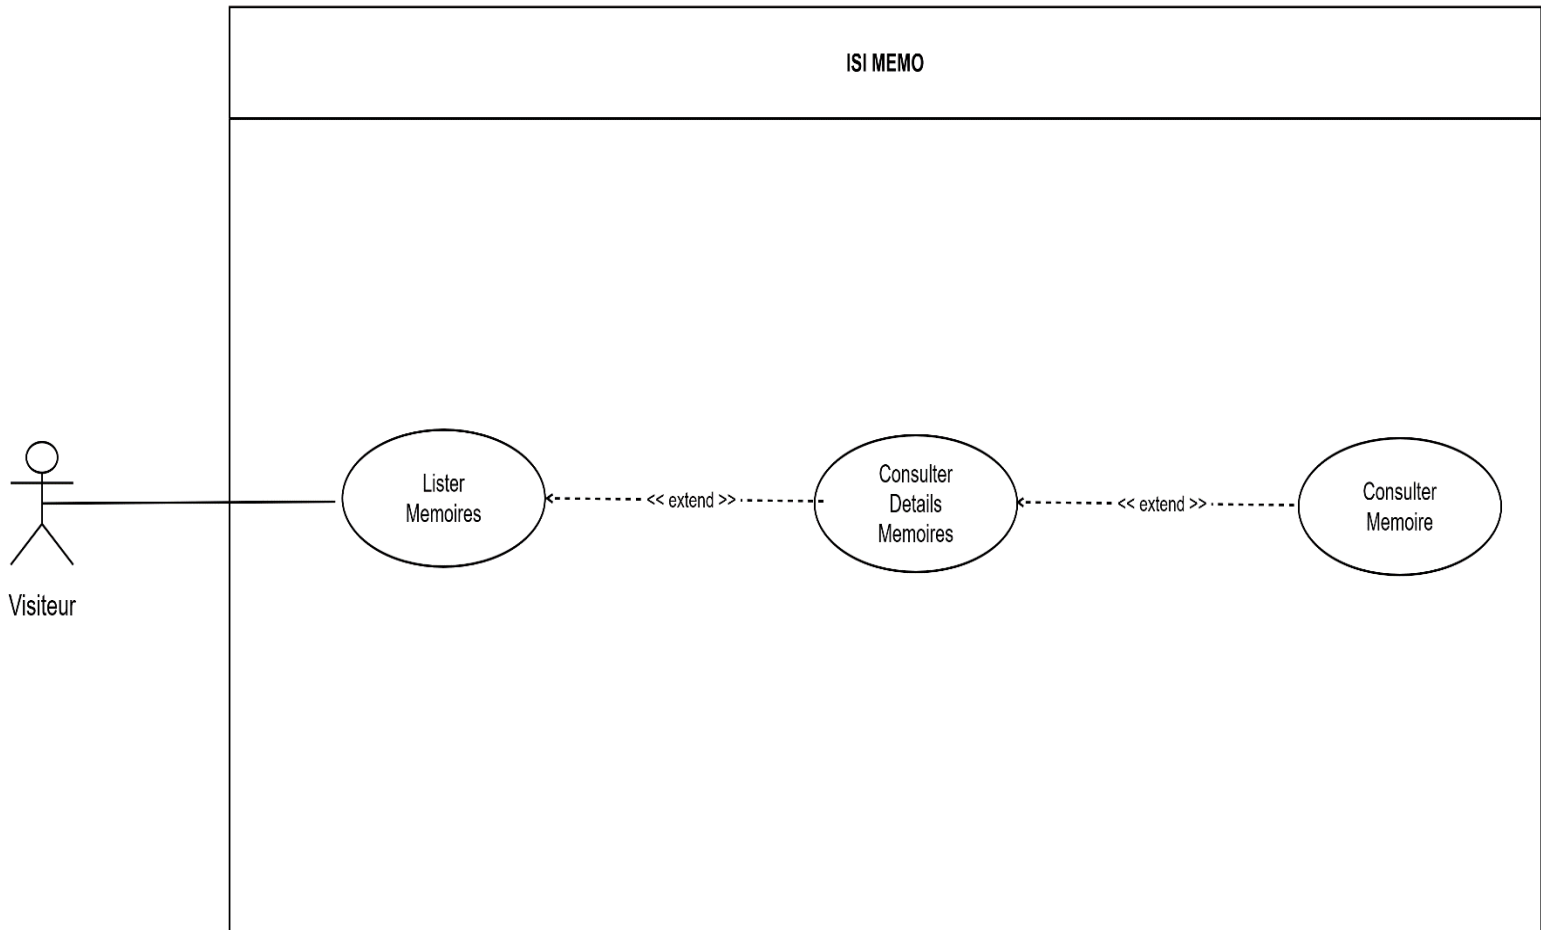 ISI MEMO
Lister
Memoires
<< extend >>
Consulter
Details
Memoires
<< extend >>
Consulter
Memoire
Visiteur